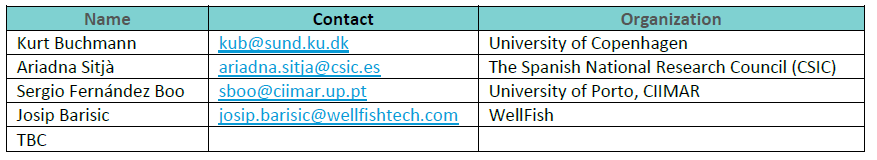 Name Contact Organization
Kurt Buchmann kub@sund.ku.dk University of Copenhagen
Ariadna Sitjà ariadna.sitja@csic.es The Spanish National Research Council (CSIC)
Sergio Fernández Boo sboo@ciimar.up.pt University of Porto, CIIMAR
Josip Barisic josip.barisic@wellfishtech.com WellFish
TBC